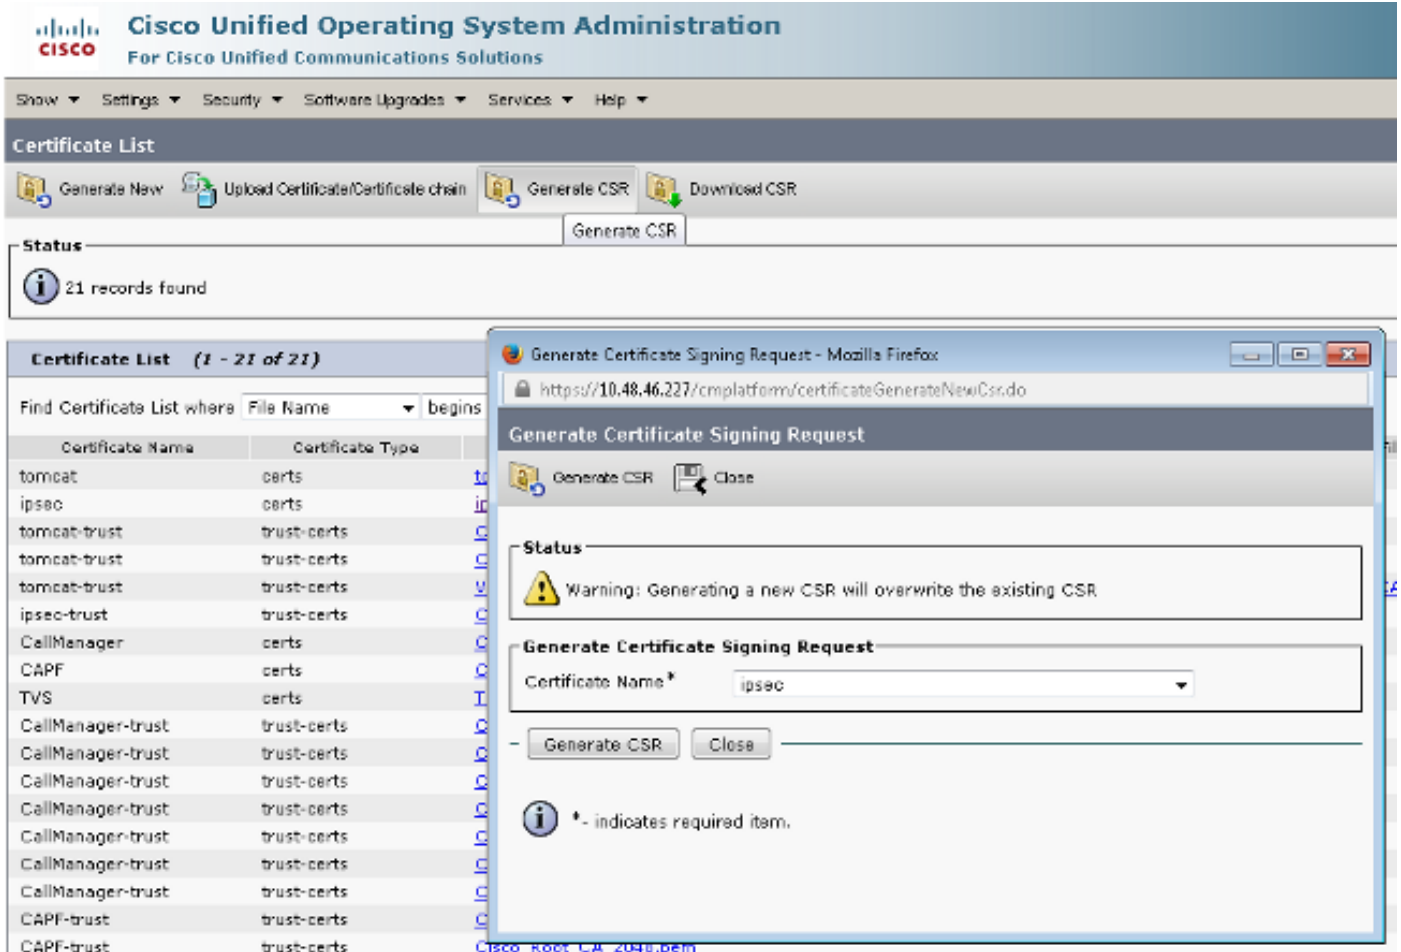 Cisco Unified Operating System Administration
CISCO
For Cisco Unified Communications Solutions
Show Settings Security Software Upgrades Services Help
Certificate List
Generate New Upload Certificate/Certificate chain Generate CSR Download CSR
Generate CSR
Status
21 records found
Certificate List (1 - 21 of 21)
Find Certificate List where File Name begins
Certificate Name Certificate Type
tomcat certs
ipsec certs
tomcat-trust trust-certs
tomcat-trust trust-certs
tomcat-trust trust-certs
ipsec-trust trust-certs
CallManager certs
CAPF certs
TVS certs
CallManager-trust trust-certs
CallManager-trust trust-certs
CallManager-trust trust-certs
CallManager-trust trust-certs
CallManager-trust trust-certs
CallManager-trust trust-certs
CallManager-trust trust-certs
CAPF-trust trust-certs
CAPF-trust trust-certs Cisco_Root_CA_2048.pem
Generate Certificate Signing Request - Mozilla Firefox
https://10.48.46.227/cmplatform/certificateGenerateNewCsr.do
Generate Certificate Signing Request
Generate CSR Close
Status
Warning: Generating a new CSR will overwrite the existing CSR
Generate Certificate Signing Request
Certificate Name* ipsec
Generate CSR Close
*- indicates required item.